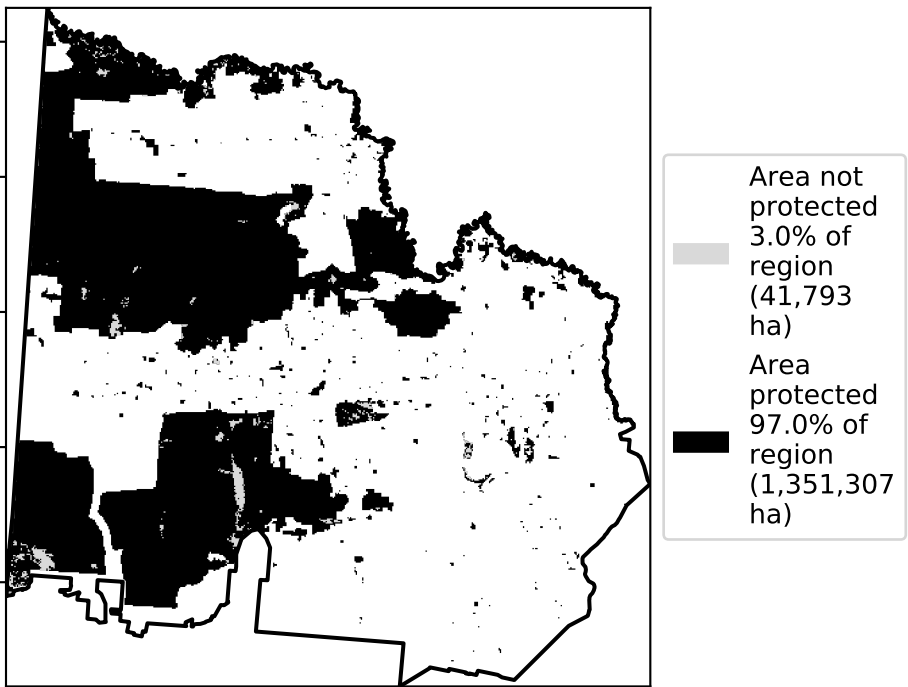 Area not
protected
3.0% of
region
(41,793
ha)
Area
protected
97.0% of
region
(1,351,307
ha)